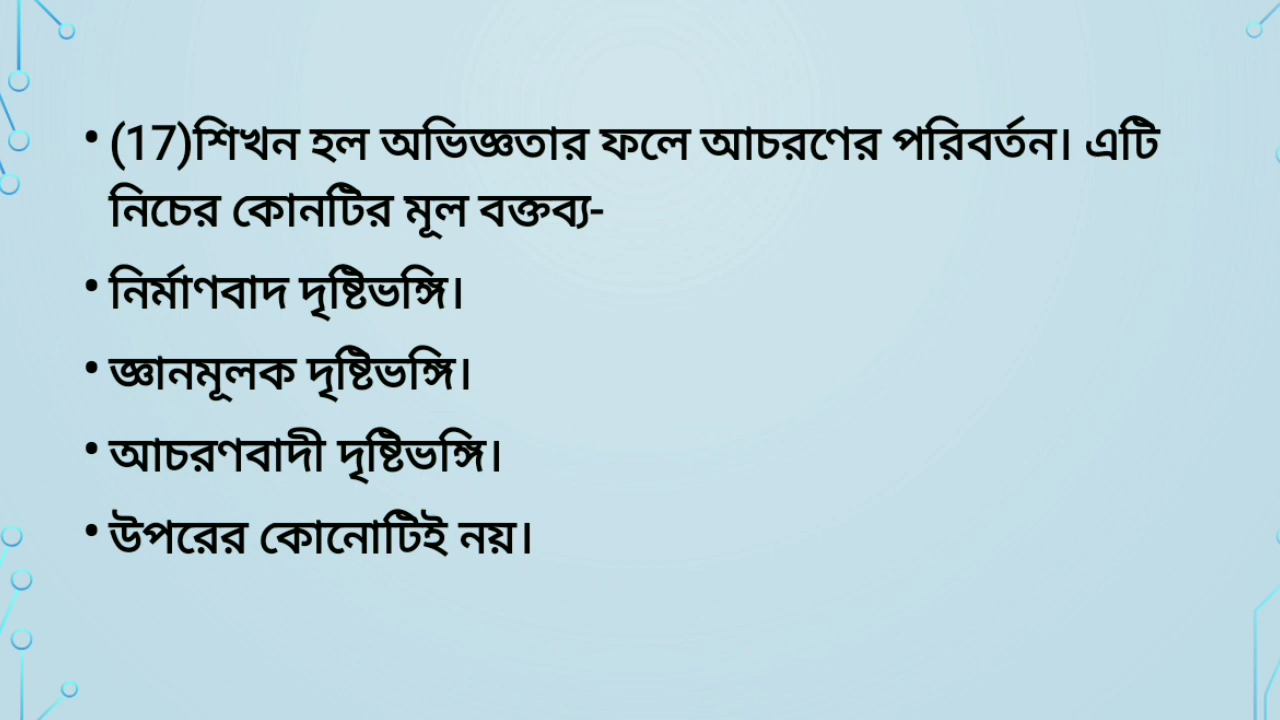 • (17)শিখন হল অভিজ্ঞতার ফলে আচরণের পরিবর্তন। এটি
নিচের কোনটির মূল বক্তব্য-
• নির্মাণবাদ দৃষ্টিভঙ্গি।
• জ্ঞানমূলক দৃষ্টিভঙ্গি।
• আচরণবাদী দৃষ্টিভঙ্গি।
• উপরের কোনোটিই নয়।